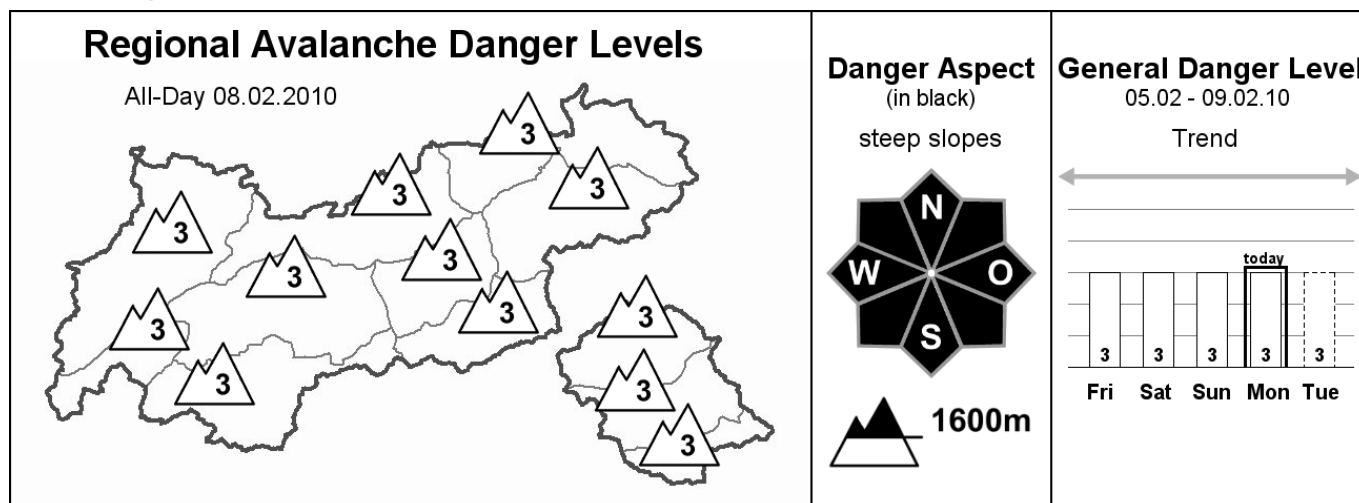 Regional Avalanche Danger Levels
All-Day 08.02.2010
3
3
3
3
3
3
3
3
3
3
3
3
Danger Aspect
(in black)
steep slopes
N
W O
S
1600m
General Danger Level
05.02 - 09.02.10
Trend
today
3 3 3 3 3
Fri Sat Sun Mon Tue